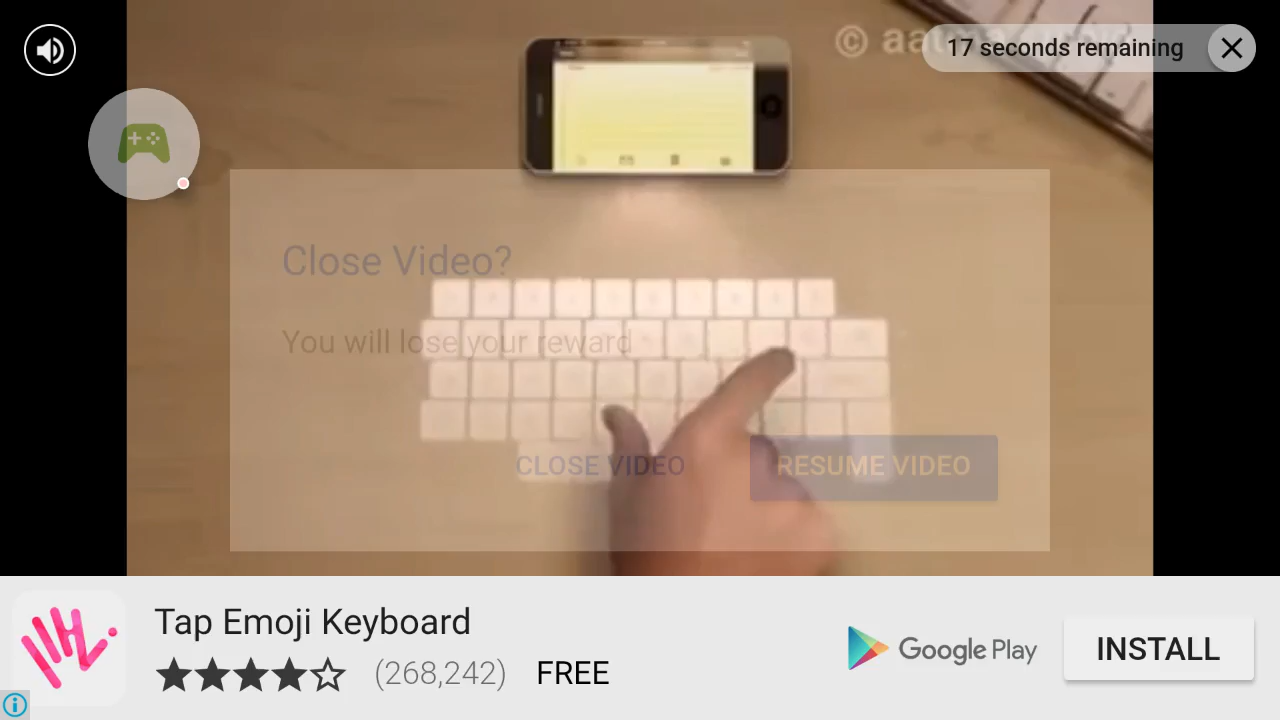 17 seconds remaining
Close Video?
You will lose your reward
CLOSE VIDEO
RESUME VIDEO
Tap Emoji Keyboard
(268,242)
FREE
Google Play
INSTALL